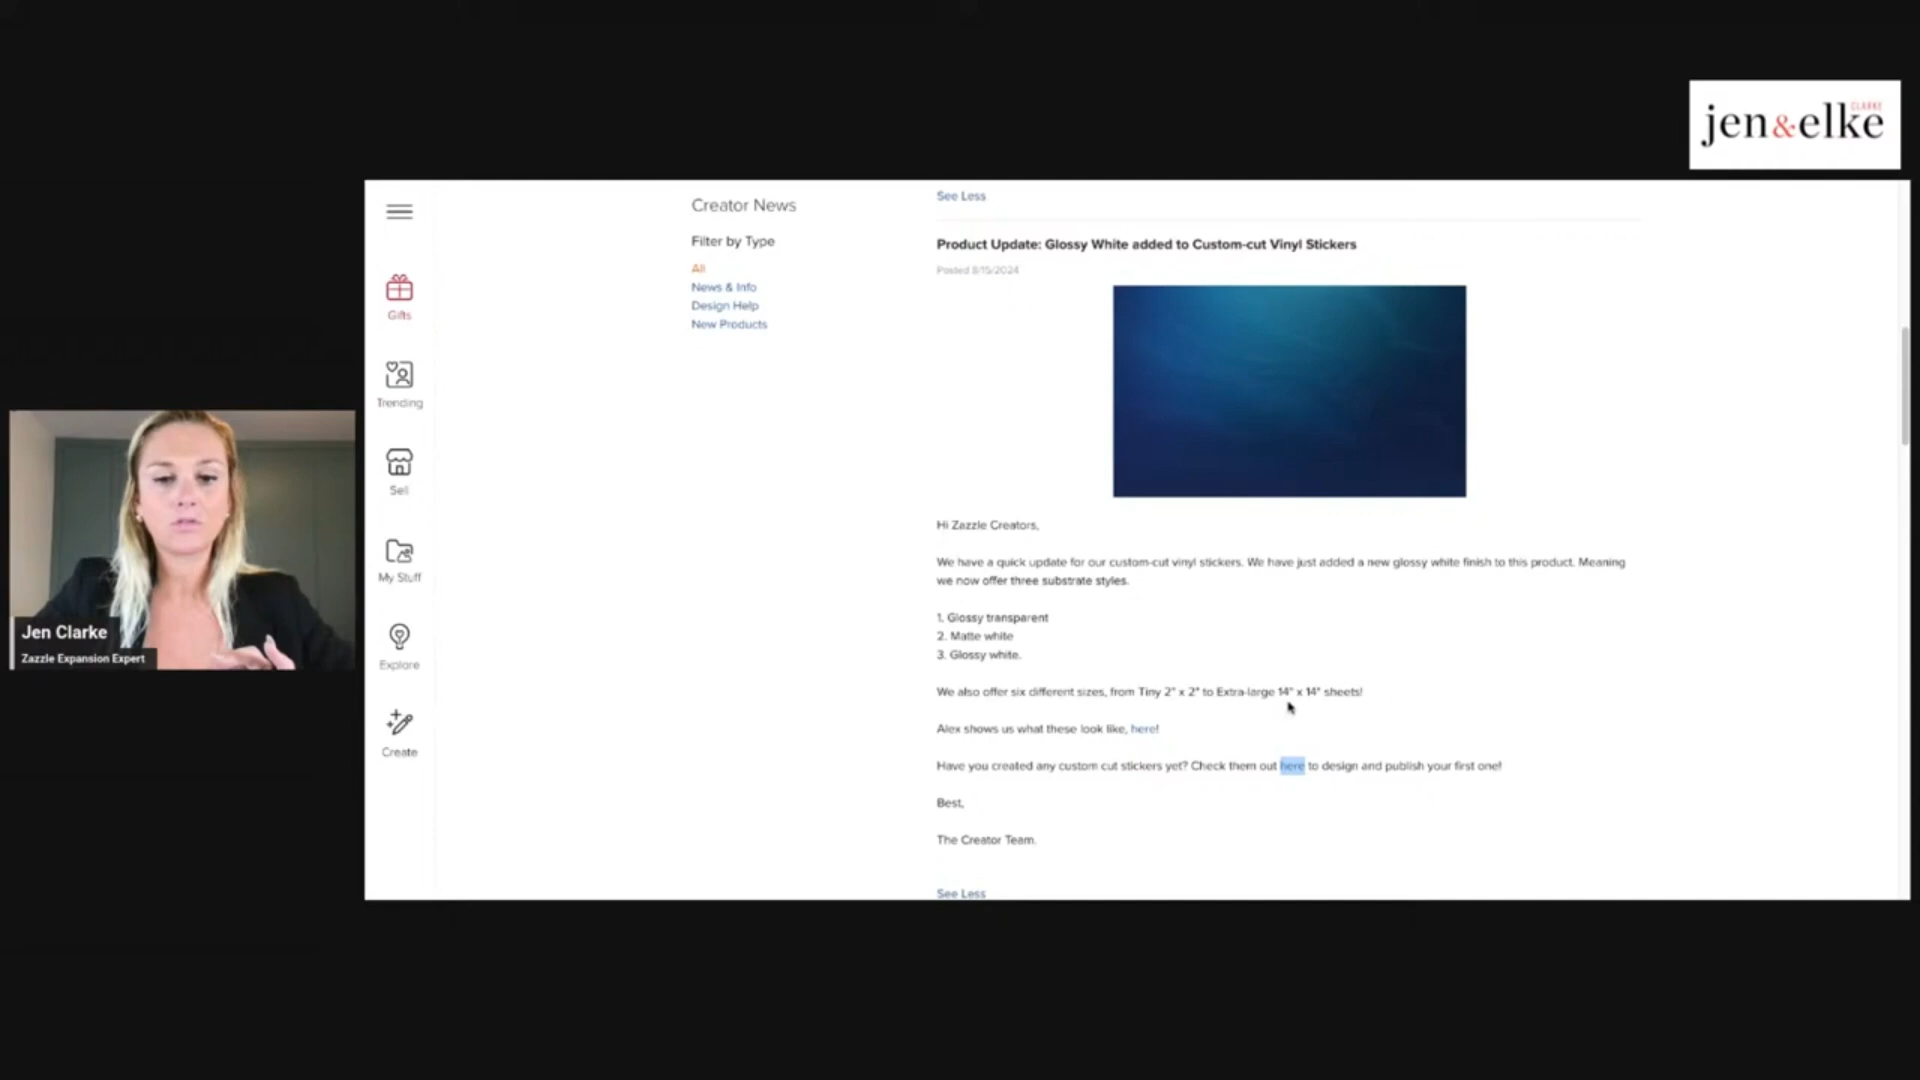 CLARKE
jen&elke
Gifts
Trending
Sell
My Stuff
Explore
Create
Creator News
Filter by Type
All
News & Info
Design Help
New Products
See Less
Product Update: Glossy White added to Custom-cut Vinyl Stickers
Posted 8/15/2024
Hi Zazzle Creators,
We have a quick update for our custom-cut vinyl stickers. We have just added a new glossy white finish to this product. Meaning
we now offer three substrate styles.
1. Glossy transparent
2. Matte white
3. Glossy white.
We also offer six different sizes, from Tiny 2" x 2" to Extra-large 14" x 14" sheets!
Alex shows us what these look like, here!
Have you created any custom cut stickers yet? Check them out here to design and publish your first one!
Best,
The Creator Team.
See Less
Jen Clarke
Zazzle Expansion Expert